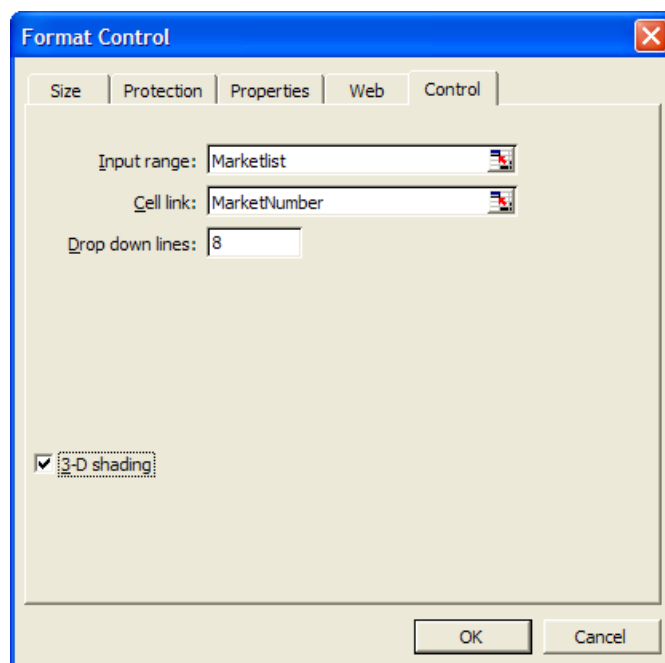 Format Control
Size Protection Properties Web Control
Input range: Marketlist
Cell link: MarketNumber
Drop down lines: 8
3-D shading
OK Cancel